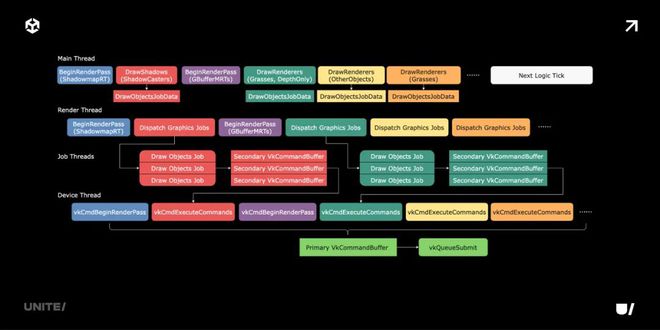 Main Thread
BeginRenderPass
(ShadowmapRT)
DrawShadows
(ShadowCasters)
BeginRenderPass
(GBufferMRTs)
DrawRenderers
(Grasses, DepthOnly)
DrawRenderers
(OtherObjects)
DrawRenderers
(Grasses)
......
Next Logic Tick
DrawObjectsJobData
DrawObjectsJobData
DrawObjectsJobData
DrawObjectsJobData
Render Thread
BeginRenderPass
(ShadowmapRT)
Dispatch Graphics Jobs
BeginRenderPass
(GBufferMRTs)
Dispatch Graphics Jobs
Dispatch Graphics Jobs
Dispatch Graphics Jobs
......
Job Threads
Draw Objects Job
Secondary VkCommandBuffer
Draw Objects Job
Secondary VkCommandBuffer
Draw Objects Job
Secondary VkCommandBuffer
Draw Objects Job
Secondary VkCommandBuffer
Draw Objects Job
Secondary VkCommandBuffer
Draw Objects Job
Secondary VkCommandBuffer
Device Thread
vkCmdBeginRenderPass
vkCmdExecuteCommands
vkCmdBeginRenderPass
vkCmdExecuteCommands
vkCmdExecuteCommands
vkCmdExecuteCommands
......
Primary VkCommandBuffer
vkQueueSubmit
UNITE/
U/